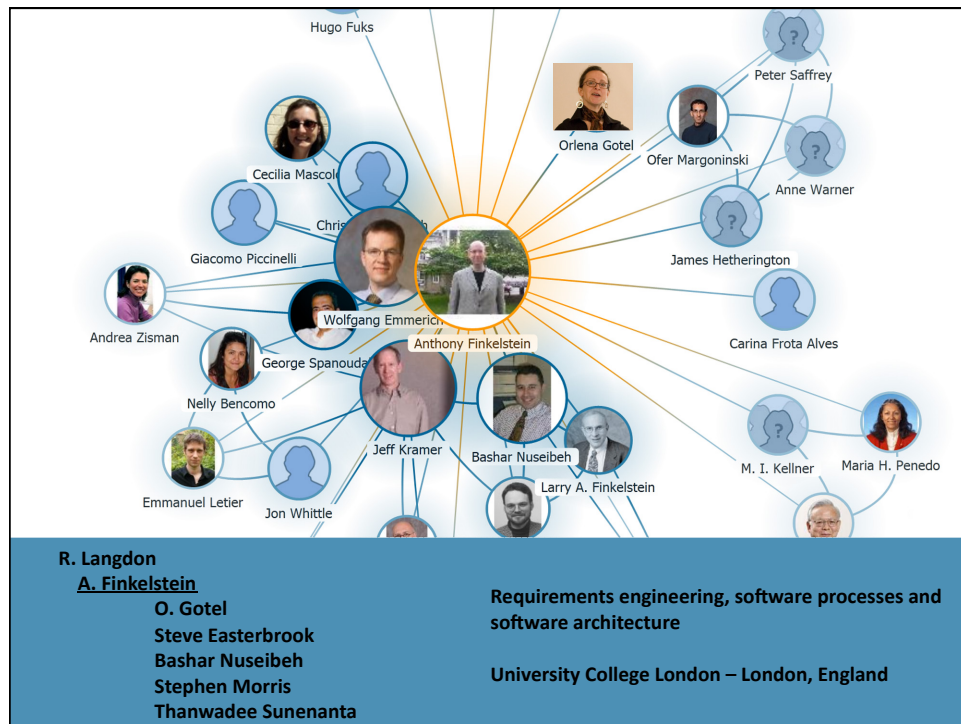 Hugo Fuks
Peter Saffrey
Orlena Gotel
Ofer Margoninski
Cecilia Mascolo
Anne Warner
Chris
Giacomo Piccinelli
James Hetherington
Wolfgang Emmerich
Andrea Zisman
Anthony Finkelstein
Carina Frota Alves
George Spanouda
Nelly Bencomo
Jeff Kramer
Bashar Nuseibeh
M. I. Kellner
Maria H. Penedo
Larry A. Finkelstein
Emmanuel Letier
Jon Whittle
R. Langdon
A. Finkelstein
O. Gotel
Steve Easterbrook
Bashar Nuseibeh
Stephen Morris
Thanwadee Sunenanta
Requirements engineering, software processes and
software architecture
University College London – London, England